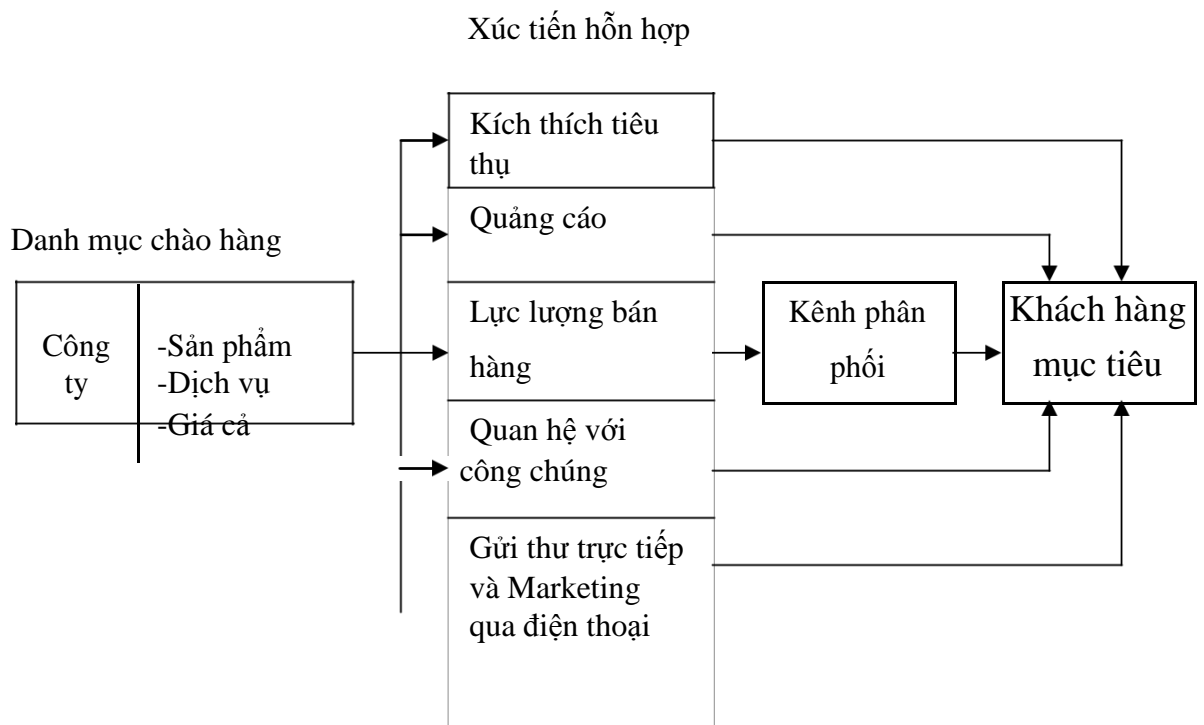 Xúc tiến hỗn hợp
Kích thích tiêu
thụ
Quảng cáo
Danh mục chào hàng
Công
ty
-Sản phẩm
-Dịch vụ
-Giá cả
Lực lượng bán
hàng
Kênh phân
phối
Khách hàng
mục tiêu
Quan hệ với
công chúng
Gửi thư trực tiếp
và Marketing
qua điện thoại